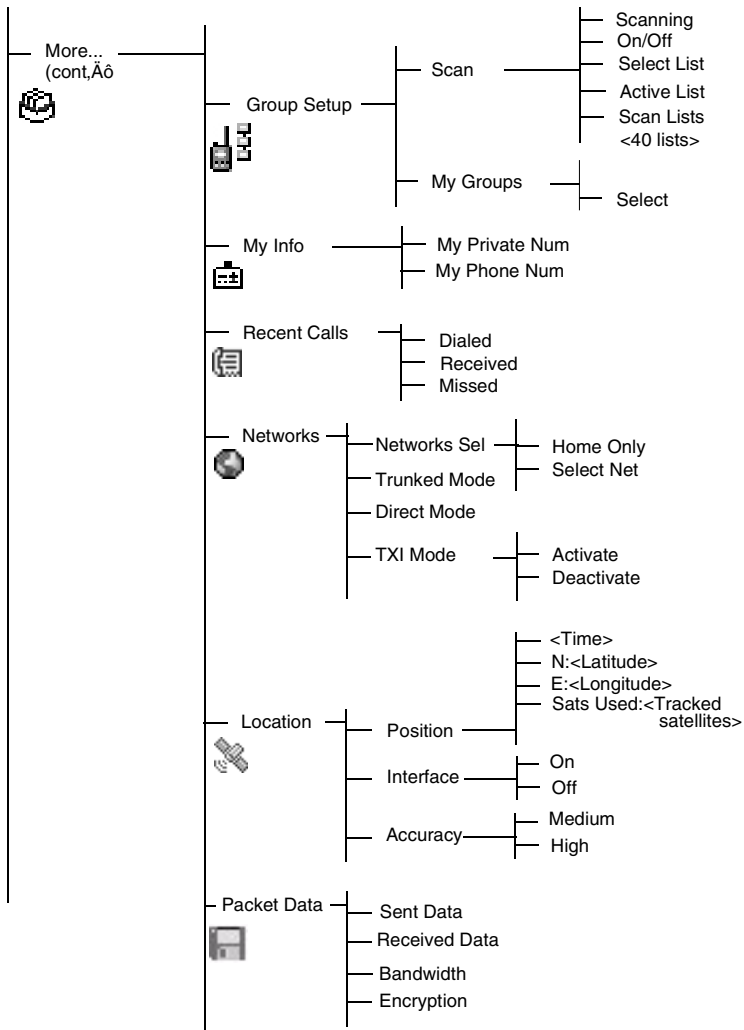 More...
(cont‚Äô
Group Setup
Scan
Scanning
On/Off
Select List
Active List
Scan Lists
<40 lists>
My Groups
Select
My Info
My Private Num
My Phone Num
Recent Calls
Dialed
Received
Missed
Networks
Networks Sel
Home Only
Select Net
Trunked Mode
Direct Mode
TXI Mode
Activate
Deactivate
Location
Position
<Time>
N:<Latitude>
E:<Longitude>
Sats Used:<Tracked
satellites>
Interface
On
Off
Accuracy
Medium
High
Packet Data
Sent Data
Received Data
Bandwidth
Encryption